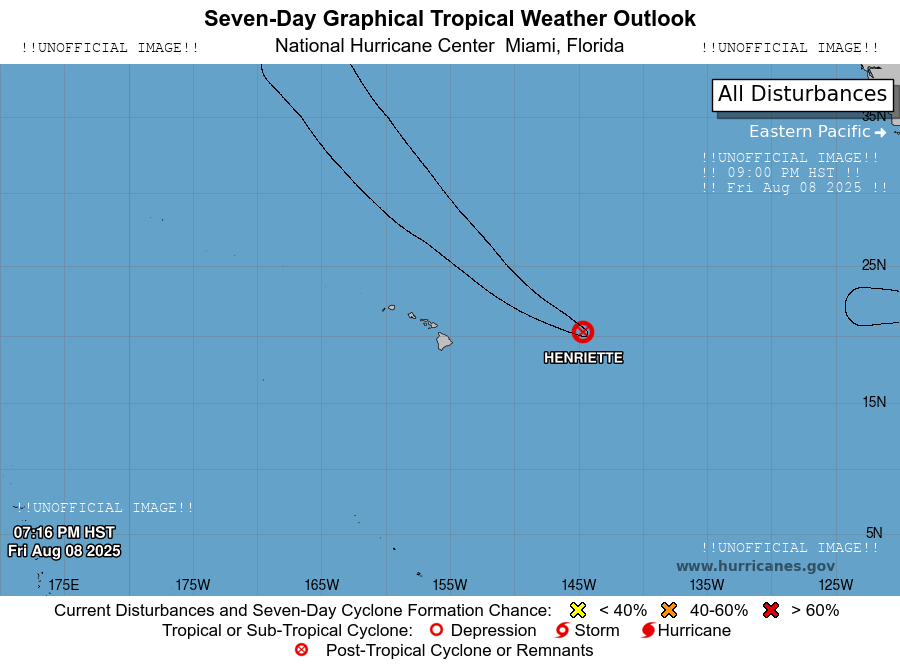 Seven-Day Graphical Tropical Weather Outlook
!!UNOFFICIAL IMAGE!!
National Hurricane Center Miami, Florida
!!UNOFFICIAL IMAGE!!
All Disturbances
35N
Eastern Pacific
!!UNOFFICIAL IMAGE!!
!! 09:00 PM HST !!
!! Fri Aug 08 2025 !!
25N
HENRIETTE
15N
!!UNOFFICIAL IMAGE!!
07:16 PM HST
Fri Aug 08 2025
5N
!!UNOFFICIAL IMAGE!!
www.hurricanes.gov
175E
175W
165W
155W
145W
135W
125W
Current Disturbances and Seven-Day Cyclone Formation Chance: < 40% 40-60% > 60%
Tropical or Sub-Tropical Cyclone: Depression Storm Hurricane
Post-Tropical Cyclone or Remnants